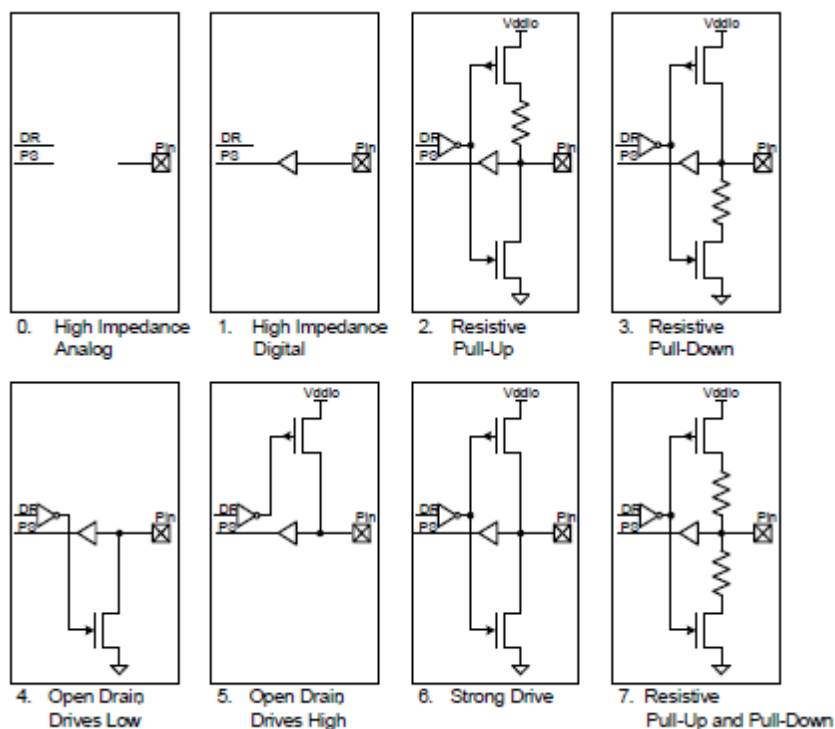 Vddio
Vddio
DR
PS
Pin
DR
PS
Pin
DR
PS
Pin
DR
PS
Pin
0. High Impedance
Analog
1. High Impedance
Digital
2. Resistive
Pull-Up
3. Resistive
Pull-Down
Vddio
Vddio
Vddio
DR
PS
Pin
DR
PS
Pin
DR
PS
Pin
DR
PS
Pin
4. Open Drain,
Drives Low
5. Open Drain,
Drives High
6. Strong Drive
7. Resistive
Pull-Up and Pull-Down